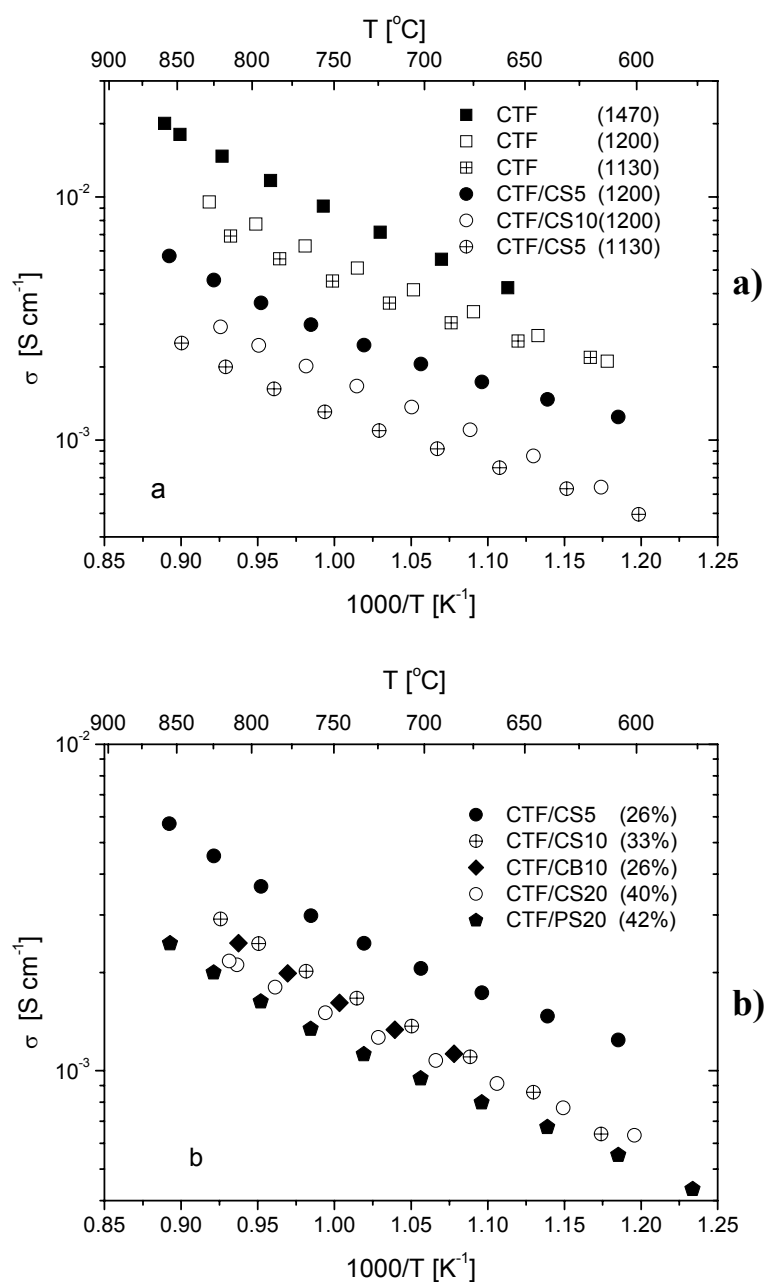 T [°C]
900 850 800 750 700 650 600
CTF (1470)
CTF (1200)
CTF (1130)
CTF/CS5 (1200)
CTF/CS10(1200)
CTF/CS5 (1130)
10⁻²
10⁻³
σ [S cm⁻¹]
a)
a
0.85 0.90 0.95 1.00 1.05 1.10 1.15 1.20 1.25
1000/T [K⁻¹]
T [°C]
900 850 800 750 700 650 600
10⁻²
CTF/CS5 (26%)
CTF/CS10 (33%)
CTF/CB10 (26%)
CTF/CS20 (40%)
CTF/PS20 (42%)
10⁻³
σ [S cm⁻¹]
b)
b
0.85 0.90 0.95 1.00 1.05 1.10 1.15 1.20 1.25
1000/T [K⁻¹]